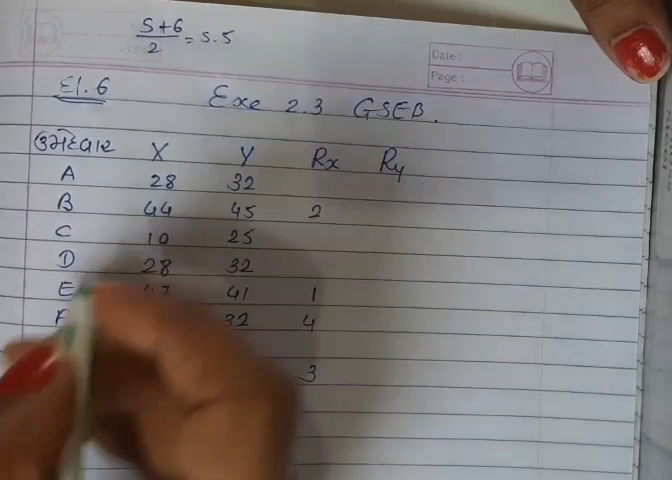 5+6/2 = 5.5
Date :
Page :
દા.6 Exe 2.3 GSEB.
ઉમેદવાર X Y Rx Ry
A 28 32
B 44 45 2
C 10 25
D 28 32
E 47 41 1
F 32 4
3